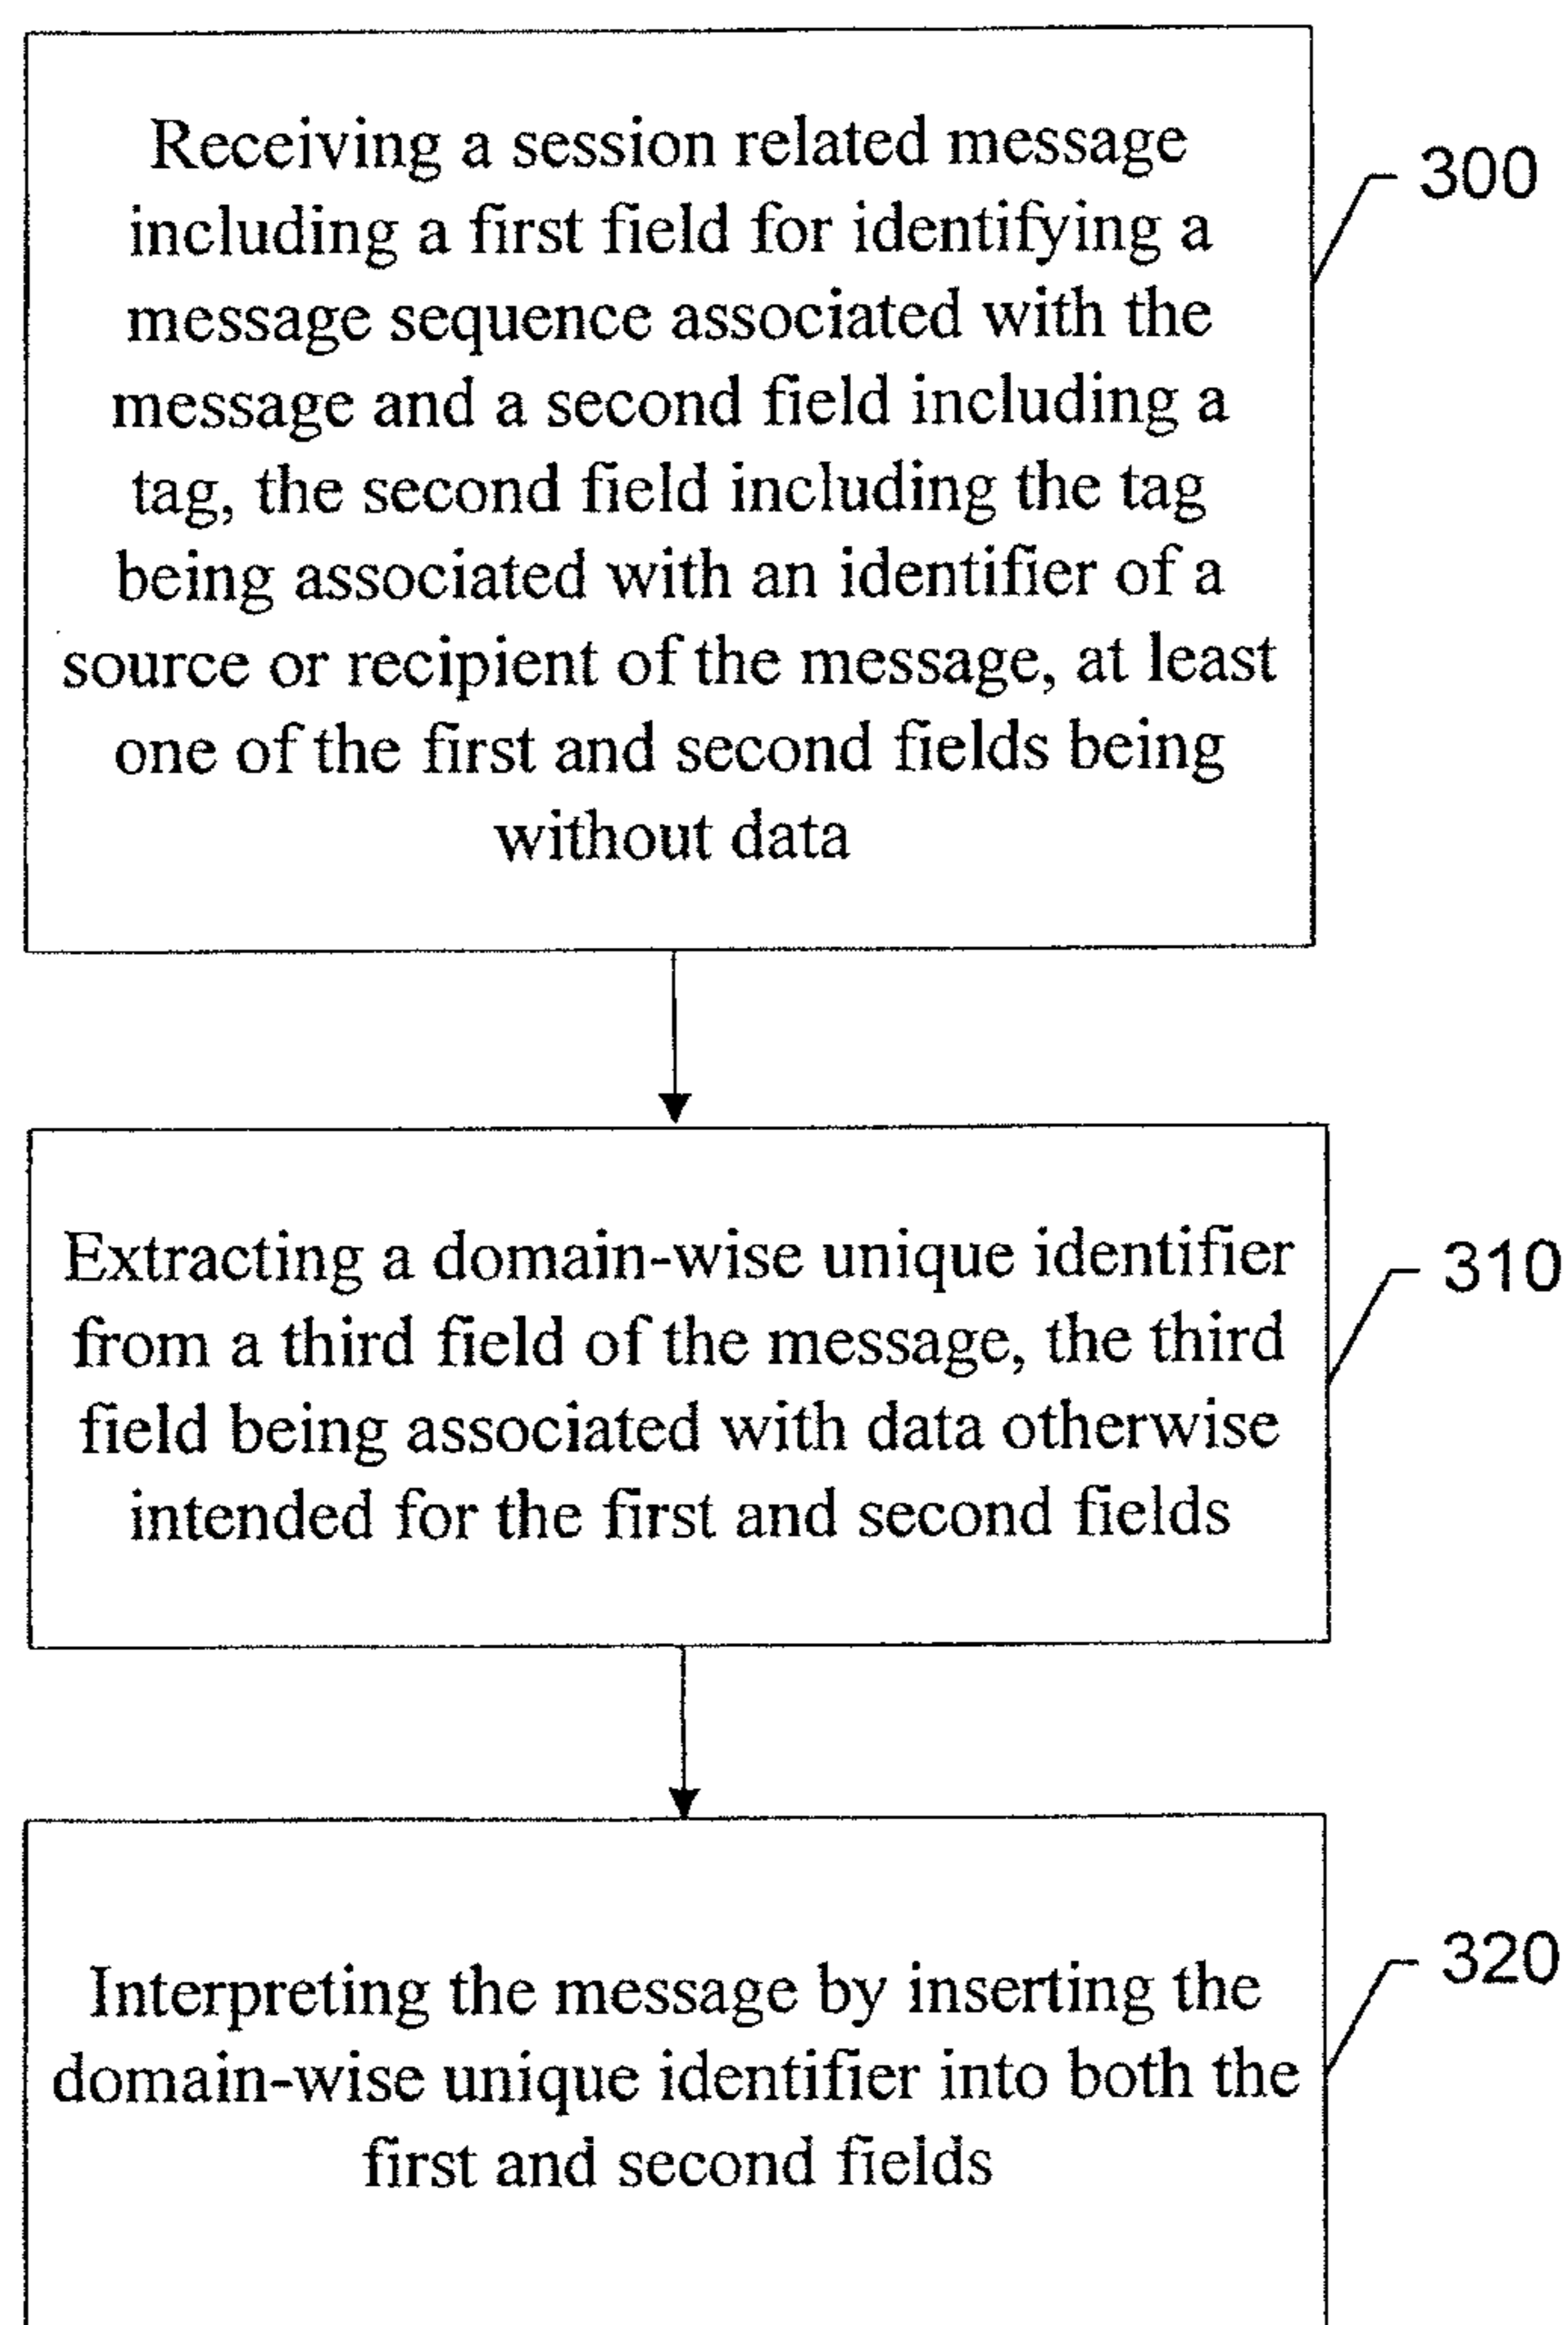 Receiving a session related message
including a first field for identifying a
message sequence associated with the
message and a second field including a
tag, the second field including the tag
being associated with an identifier of a
source or recipient of the message, at least
one of the first and second fields being
without data
300
Extracting a domain-wise unique identifier
from a third field of the message, the third
field being associated with data otherwise
intended for the first and second fields
310
Interpreting the message by inserting the
domain-wise unique identifier into both the
first and second fields
320